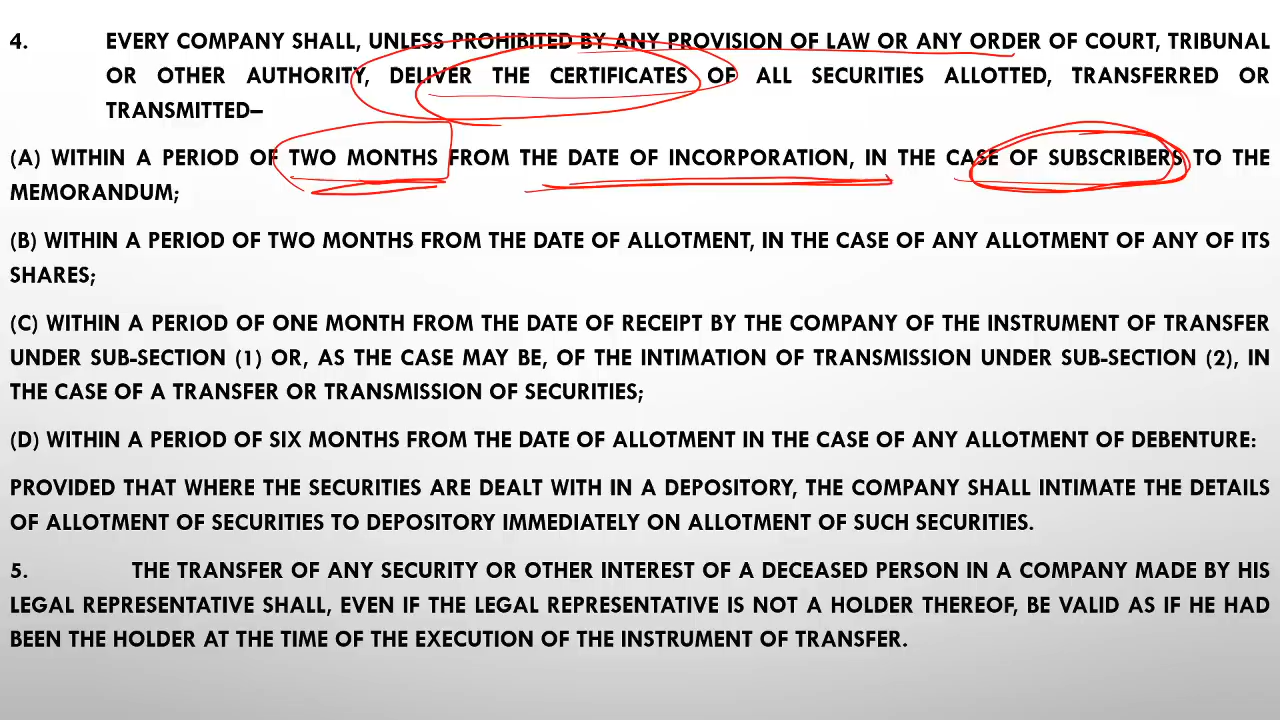 4. EVERY COMPANY SHALL, UNLESS PROHIBITED BY ANY PROVISION OF LAW OR ANY ORDER OF COURT, TRIBUNAL
OR OTHER AUTHORITY, DELIVER THE CERTIFICATES OF ALL SECURITIES ALLOTTED, TRANSFERRED OR
TRANSMITTED–
(A) WITHIN A PERIOD OF TWO MONTHS FROM THE DATE OF INCORPORATION, IN THE CASE OF SUBSCRIBERS TO THE
MEMORANDUM;
(B) WITHIN A PERIOD OF TWO MONTHS FROM THE DATE OF ALLOTMENT, IN THE CASE OF ANY ALLOTMENT OF ANY OF ITS
SHARES;
(C) WITHIN A PERIOD OF ONE MONTH FROM THE DATE OF RECEIPT BY THE COMPANY OF THE INSTRUMENT OF TRANSFER
UNDER SUB-SECTION (1) OR, AS THE CASE MAY BE, OF THE INTIMATION OF TRANSMISSION UNDER SUB-SECTION (2), IN
THE CASE OF A TRANSFER OR TRANSMISSION OF SECURITIES;
(D) WITHIN A PERIOD OF SIX MONTHS FROM THE DATE OF ALLOTMENT IN THE CASE OF ANY ALLOTMENT OF DEBENTURE:
PROVIDED THAT WHERE THE SECURITIES ARE DEALT WITH IN A DEPOSITORY, THE COMPANY SHALL INTIMATE THE DETAILS
OF ALLOTMENT OF SECURITIES TO DEPOSITORY IMMEDIATELY ON ALLOTMENT OF SUCH SECURITIES.
5. THE TRANSFER OF ANY SECURITY OR OTHER INTEREST OF A DECEASED PERSON IN A COMPANY MADE BY HIS
LEGAL REPRESENTATIVE SHALL, EVEN IF THE LEGAL REPRESENTATIVE IS NOT A HOLDER THEREOF, BE VALID AS IF HE HAD
BEEN THE HOLDER AT THE TIME OF THE EXECUTION OF THE INSTRUMENT OF TRANSFER.